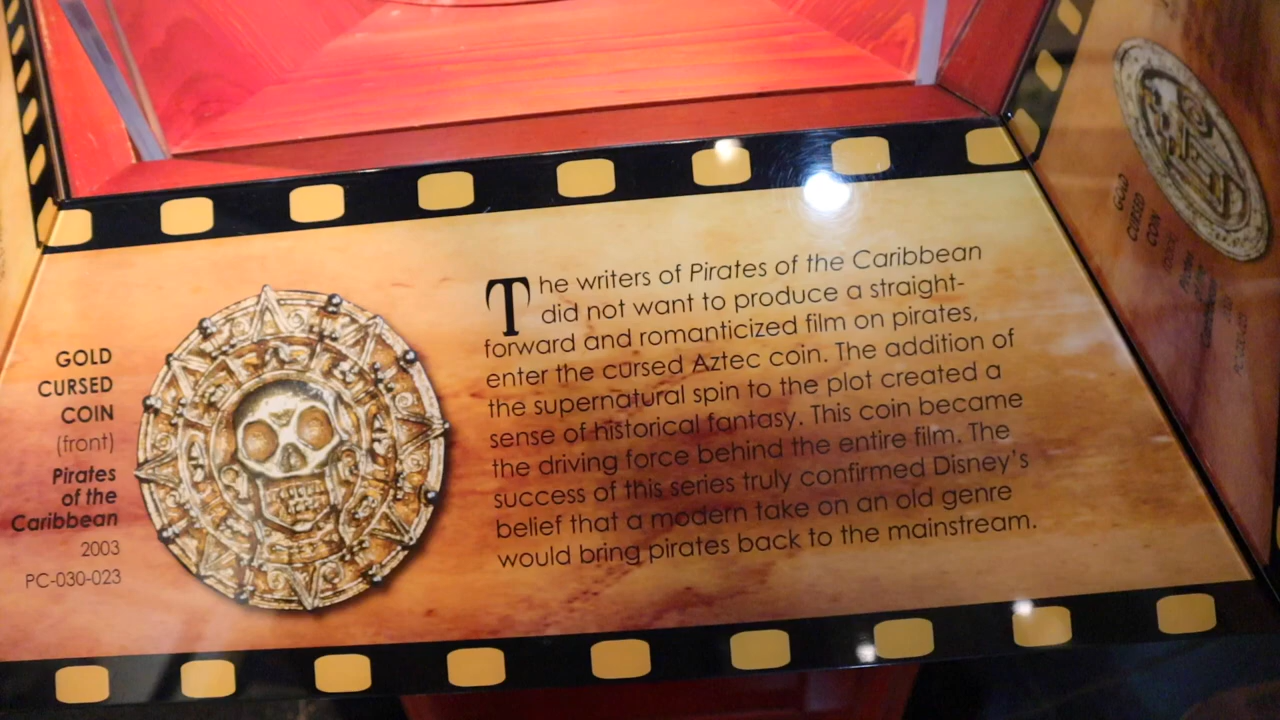 GOLD
CURSED
COIN
(front)
Pirates
of the
Caribbean
2003
PC-030-023
The writers of Pirates of the Caribbean
did not want to produce a straight-
forward and romanticized film on pirates,
enter the cursed Aztec coin. The addition of
the supernatural spin to the plot created a
sense of historical fantasy. This coin became
the driving force behind the entire film. The
success of this series truly confirmed Disney's
belief that a modern take on an old genre
would bring pirates back to the mainstream.
GOLD
CURSED
COIN